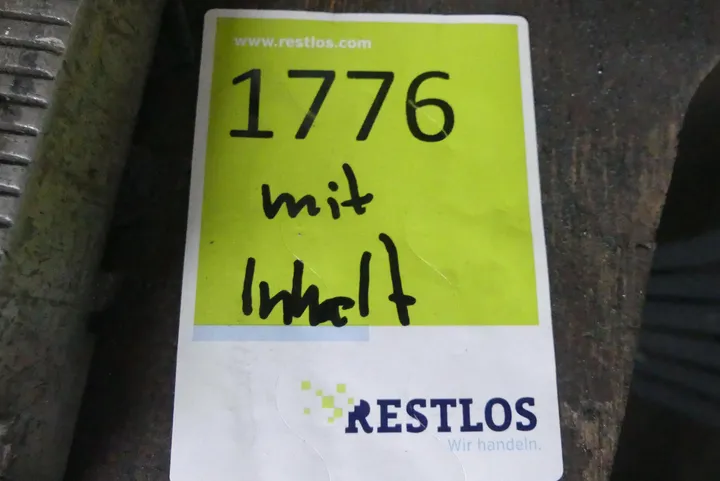 www.restlos.com
1776
mit
Inhalt
RESTLOS
Wir handeln.